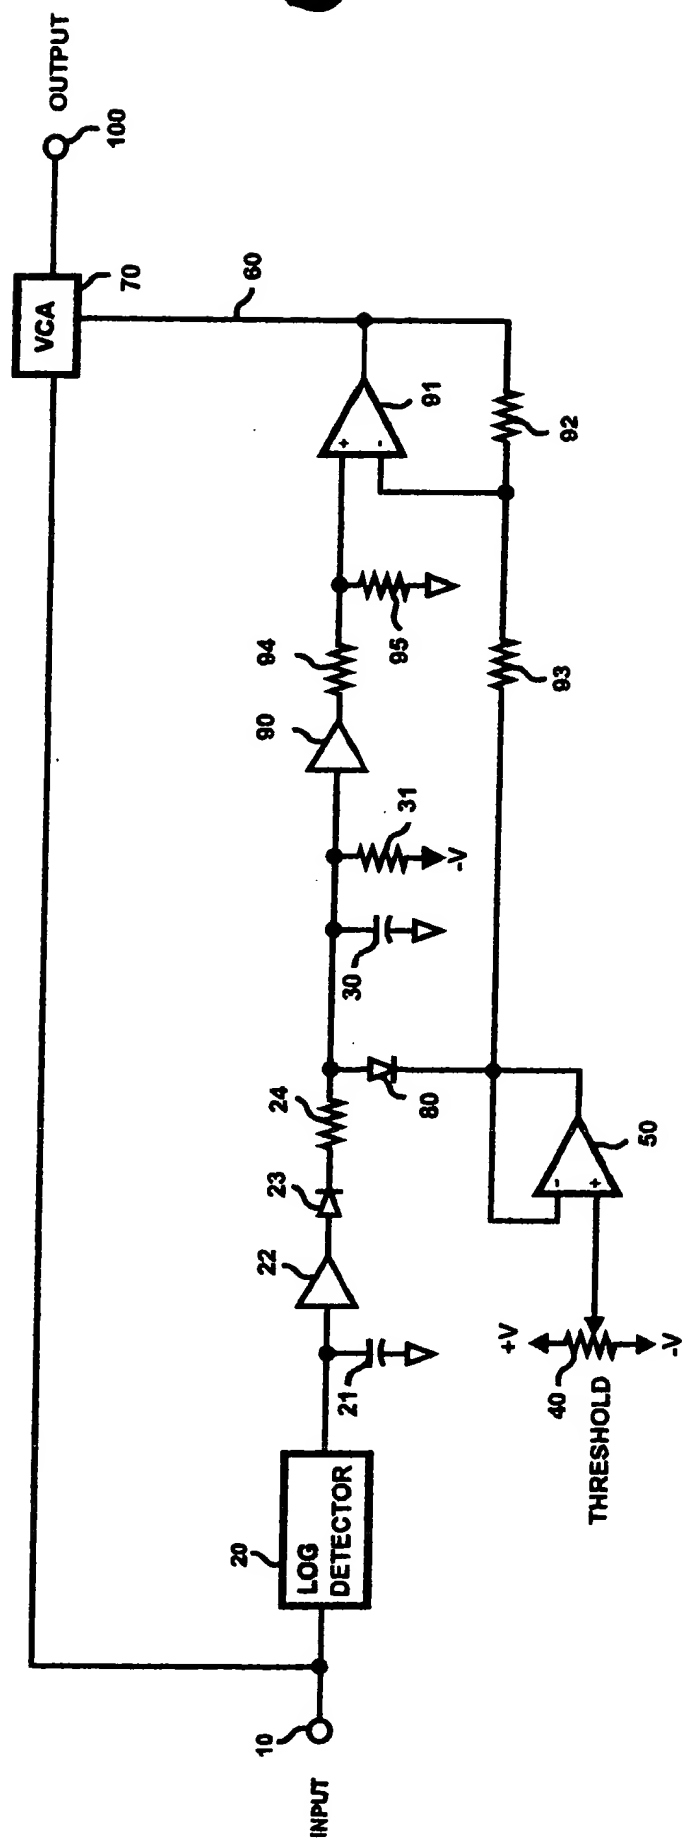 INPUT
10
20
LOG
DETECTOR
21
22
23
24
80
30
31
-V
90
94
95
+
-
91
60
VCA
70
OUTPUT
100
92
93
THRESHOLD
40
+V
-V
-
+
50